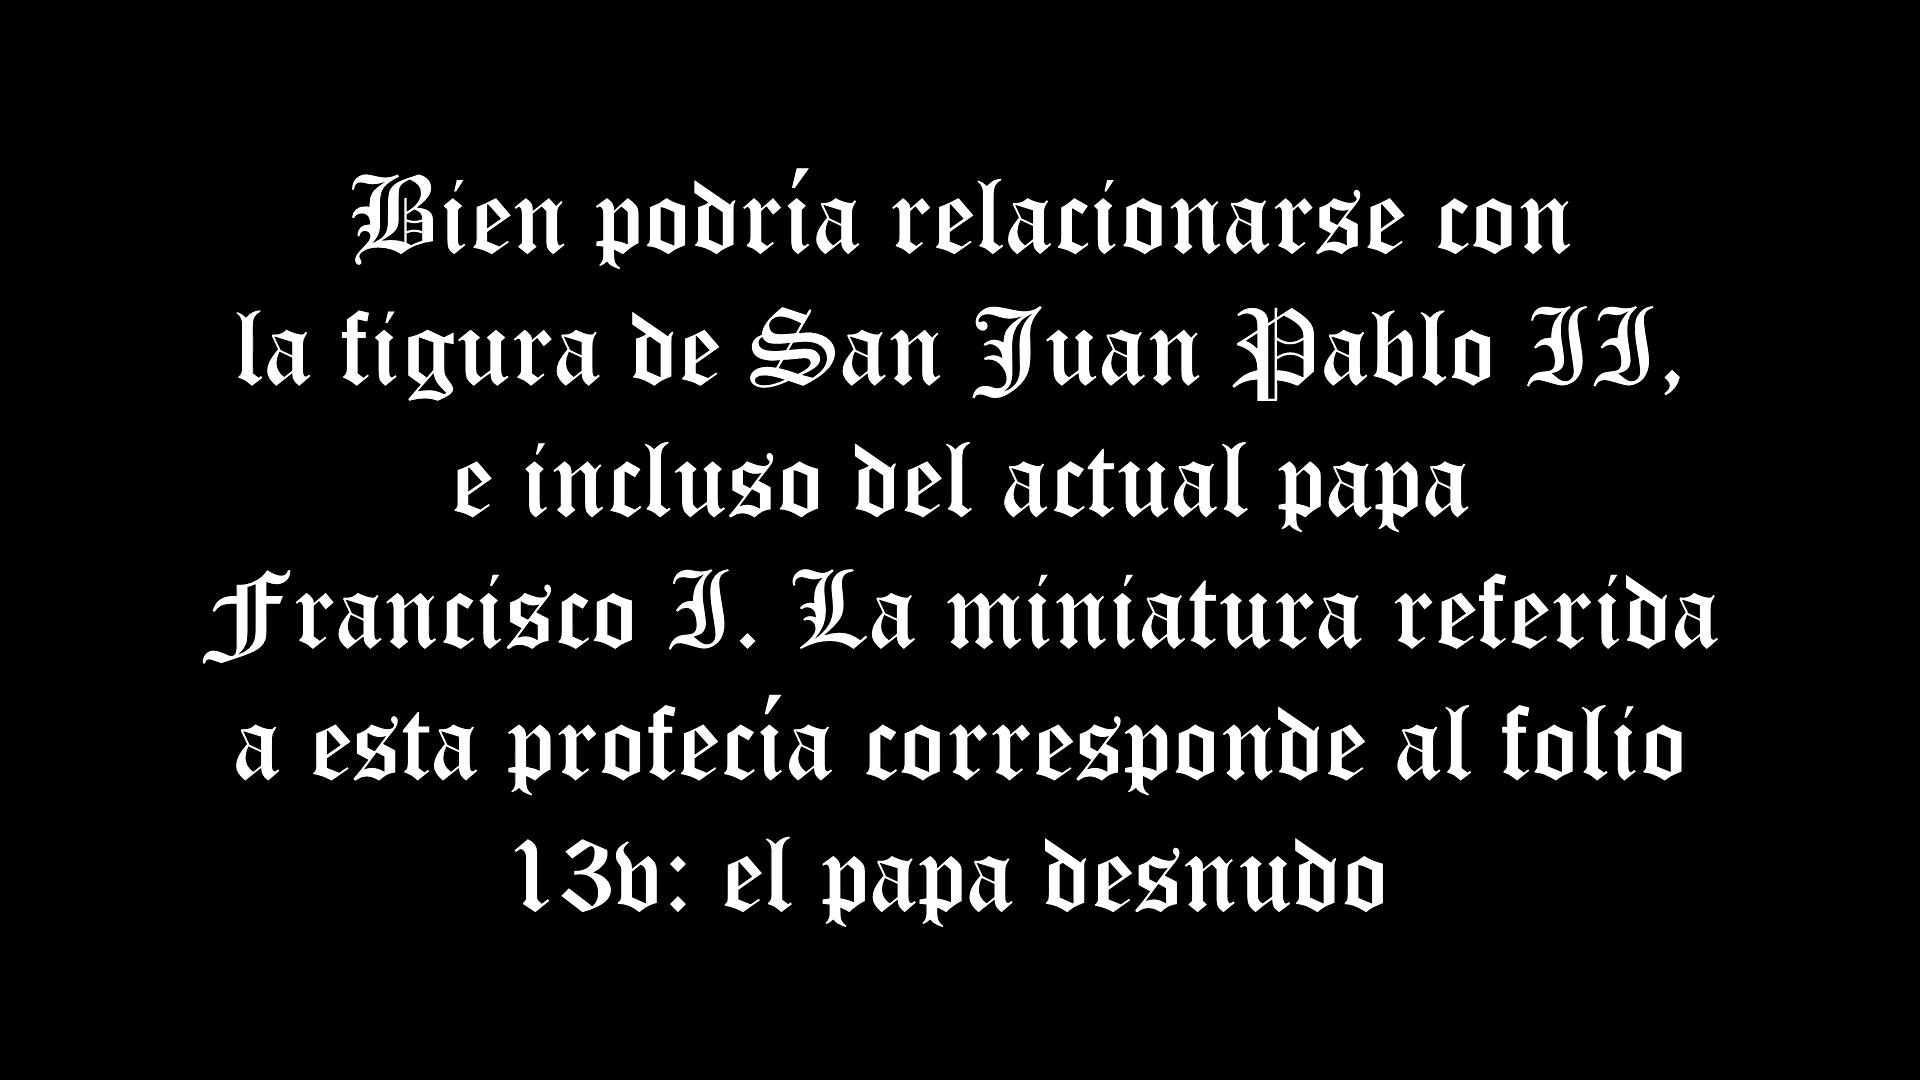 Bien podría relacionarse con
la figura de San Juan Pablo II,
e incluso del actual papa
Francisco I. La miniatura referida
a esta profecía corresponde al folio
13v: el papa desnudo